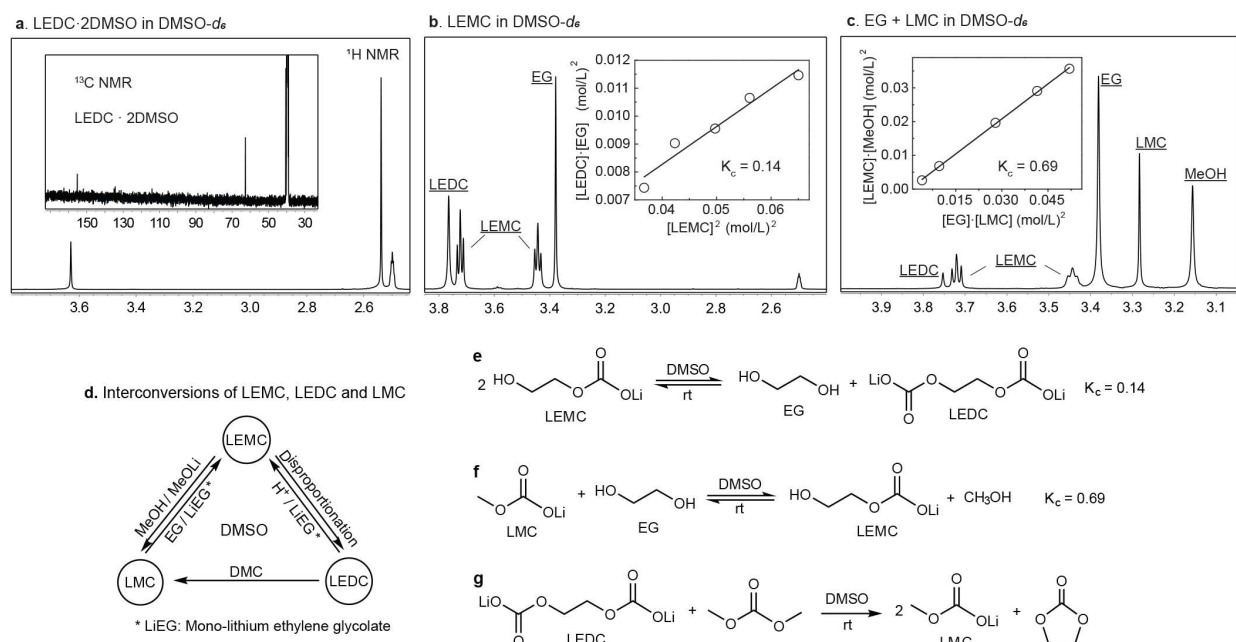 a. LEDC·2DMSO in DMSO-d₆
¹H NMR
¹³C NMR
LEDC · 2DMSO
150 130 110 90 70 50 30
3.6 3.4 3.2 3.0 2.8 2.6
b. LEMC in DMSO-d₆
EG
LEDC
LEMC
[LEDC]·[EG] (mol/L)²
0.012
0.011
0.010
0.009
0.008
0.007
K_c = 0.14
0.04 0.05 0.06
[LEMC]² (mol/L)²
3.8 3.6 3.4 3.2 3.0 2.8 2.6
c. EG + LMC in DMSO-d₆
[LEMC]·[MeOH] (mol/L)²
0.03
0.02
0.01
0.00
K_c = 0.69
0.015 0.030 0.045
[EG]·[LMC] (mol/L)²
EG
LMC
MeOH
LEDC
LEMC
3.9 3.8 3.7 3.6 3.5 3.4 3.3 3.2 3.1
d. Interconversions of LEMC, LEDC and LMC
LEMC
MeOH / MeOLi
EG / LiEG*
Disproportionation
H⁺ / LiEG*
DMSO
LMC
DMC
LEDC
* LiEG: Mono-lithium ethylene glycolate
e
2 HO O O OLi
LEMC
DMSO
rt
HO OH
EG
+
LiO O O O OLi
LEDC
K_c = 0.14
f
O O OLi
LMC
+
HO OH
EG
DMSO
rt
HO O O OLi
LEMC
+ CH₃OH
K_c = 0.69
g
LiO O O O OLi
LEDC
+
O O O
DMSO
rt
2 O O OLi
LMC
+
O O O